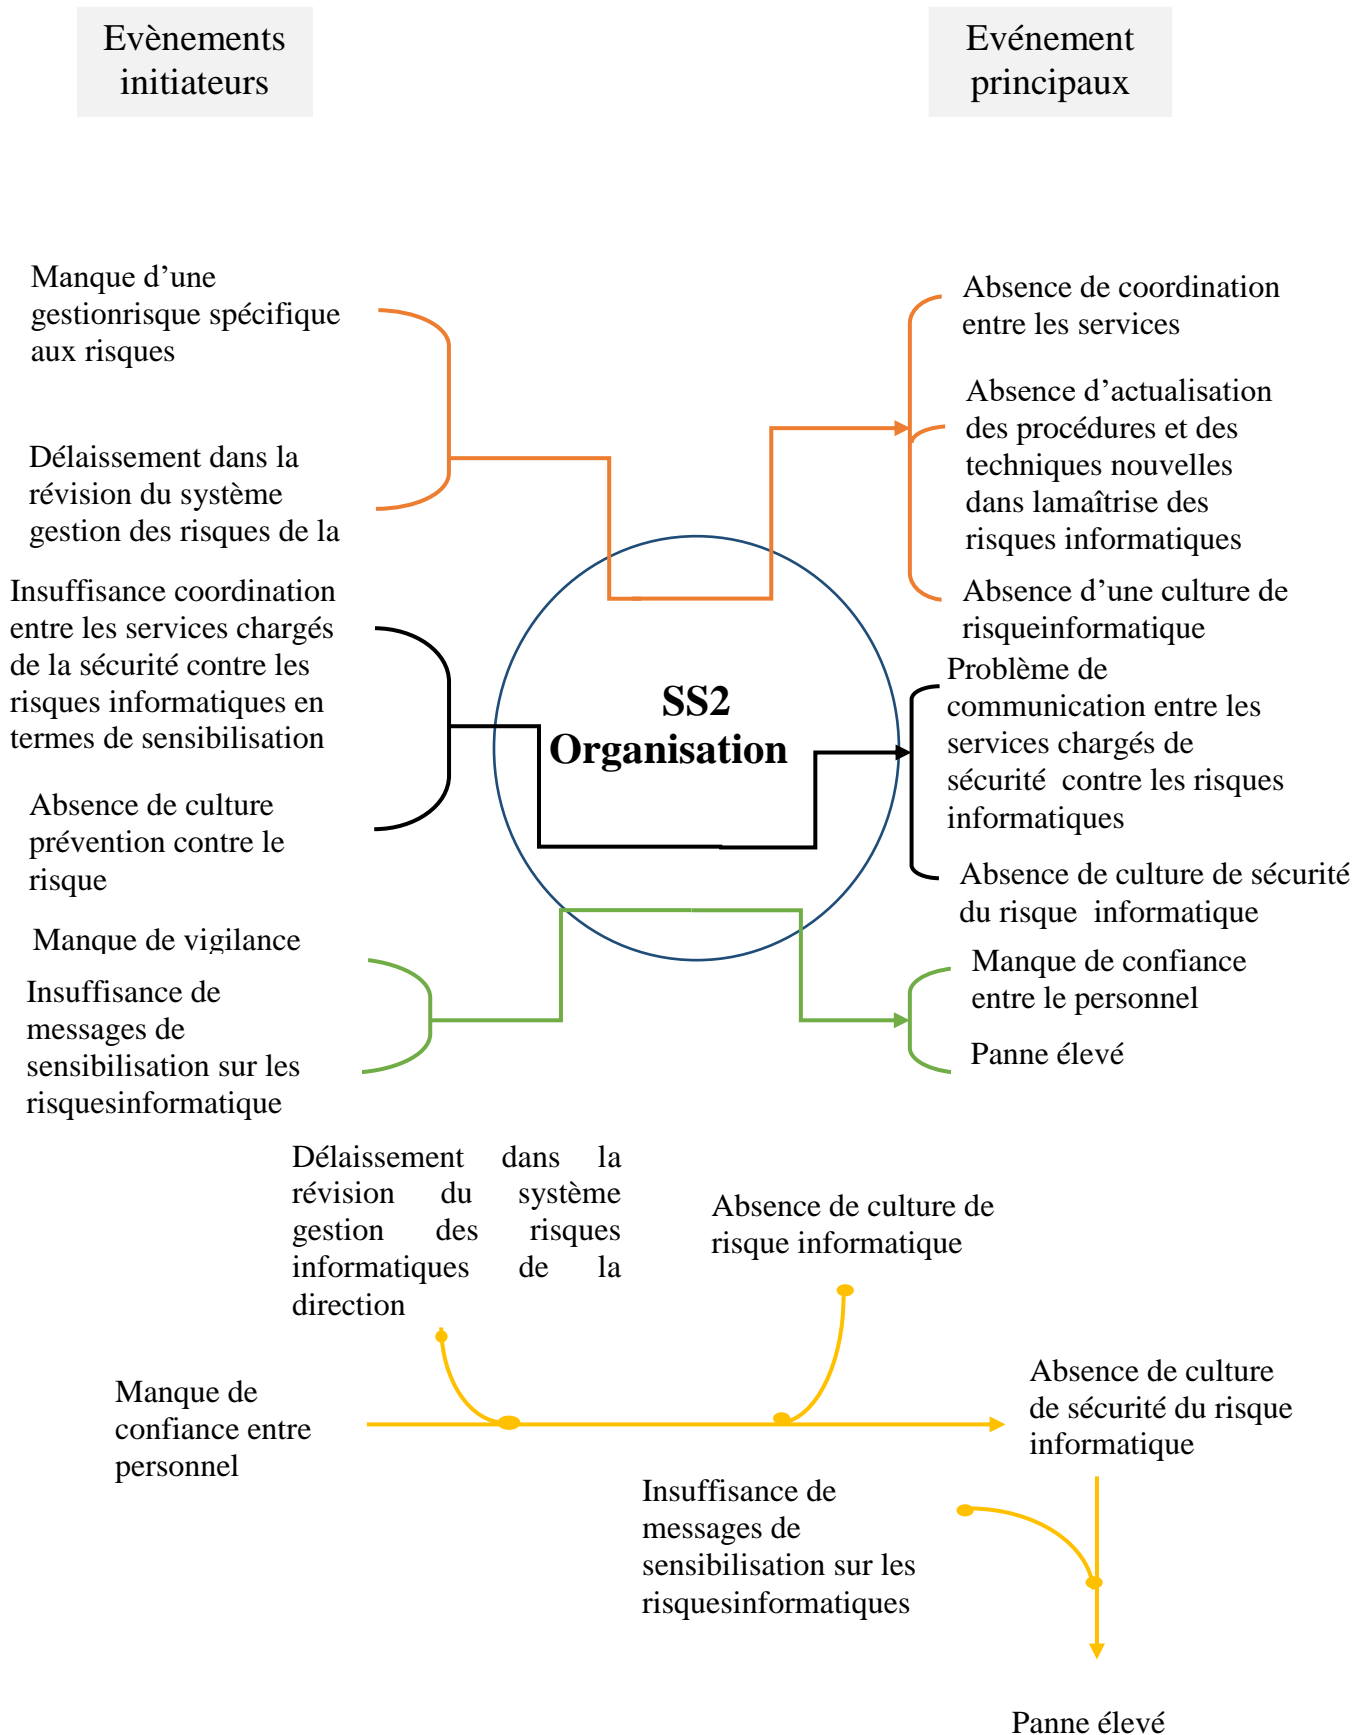 Evènements
initiateurs
Evénement
principaux
Manque d’une
gestionrisque spécifique
aux risques
Délaissement dans la
révision du système
gestion des risques de la
Insuffisance coordination
entre les services chargés
de la sécurité contre les
risques informatiques en
termes de sensibilisation
Absence de culture
prévention contre le
risque
Manque de vigilance
Insuffisance de
messages de
sensibilisation sur les
risquesinformatique
SS2
Organisation
Absence de coordination
entre les services
Absence d’actualisation
des procédures et des
techniques nouvelles
dans lamaîtrise des
risques informatiques
Absence d’une culture de
risqueinformatique
Problème de
communication entre les
services chargés de
sécurité contre les risques
informatiques
Absence de culture de sécurité
du risque informatique
Manque de confiance
entre le personnel
Panne élevé
Délaissement dans la
révision du système
gestion des risques
informatiques de la
direction
Absence de culture de
risque informatique
Manque de
confiance entre
personnel
Absence de culture
de sécurité du risque
informatique
Insuffisance de
messages de
sensibilisation sur les
risquesinformatiques
Panne élevé